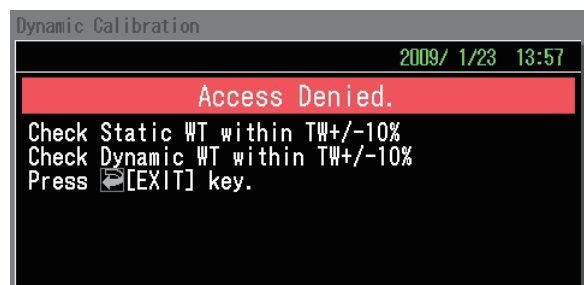 Dynamic Calibration
2009/ 1/23 13:57
Access Denied.
Check Static WT within TW+/-10%
Check Dynamic WT within TW+/-10%
Press [EXIT] key.